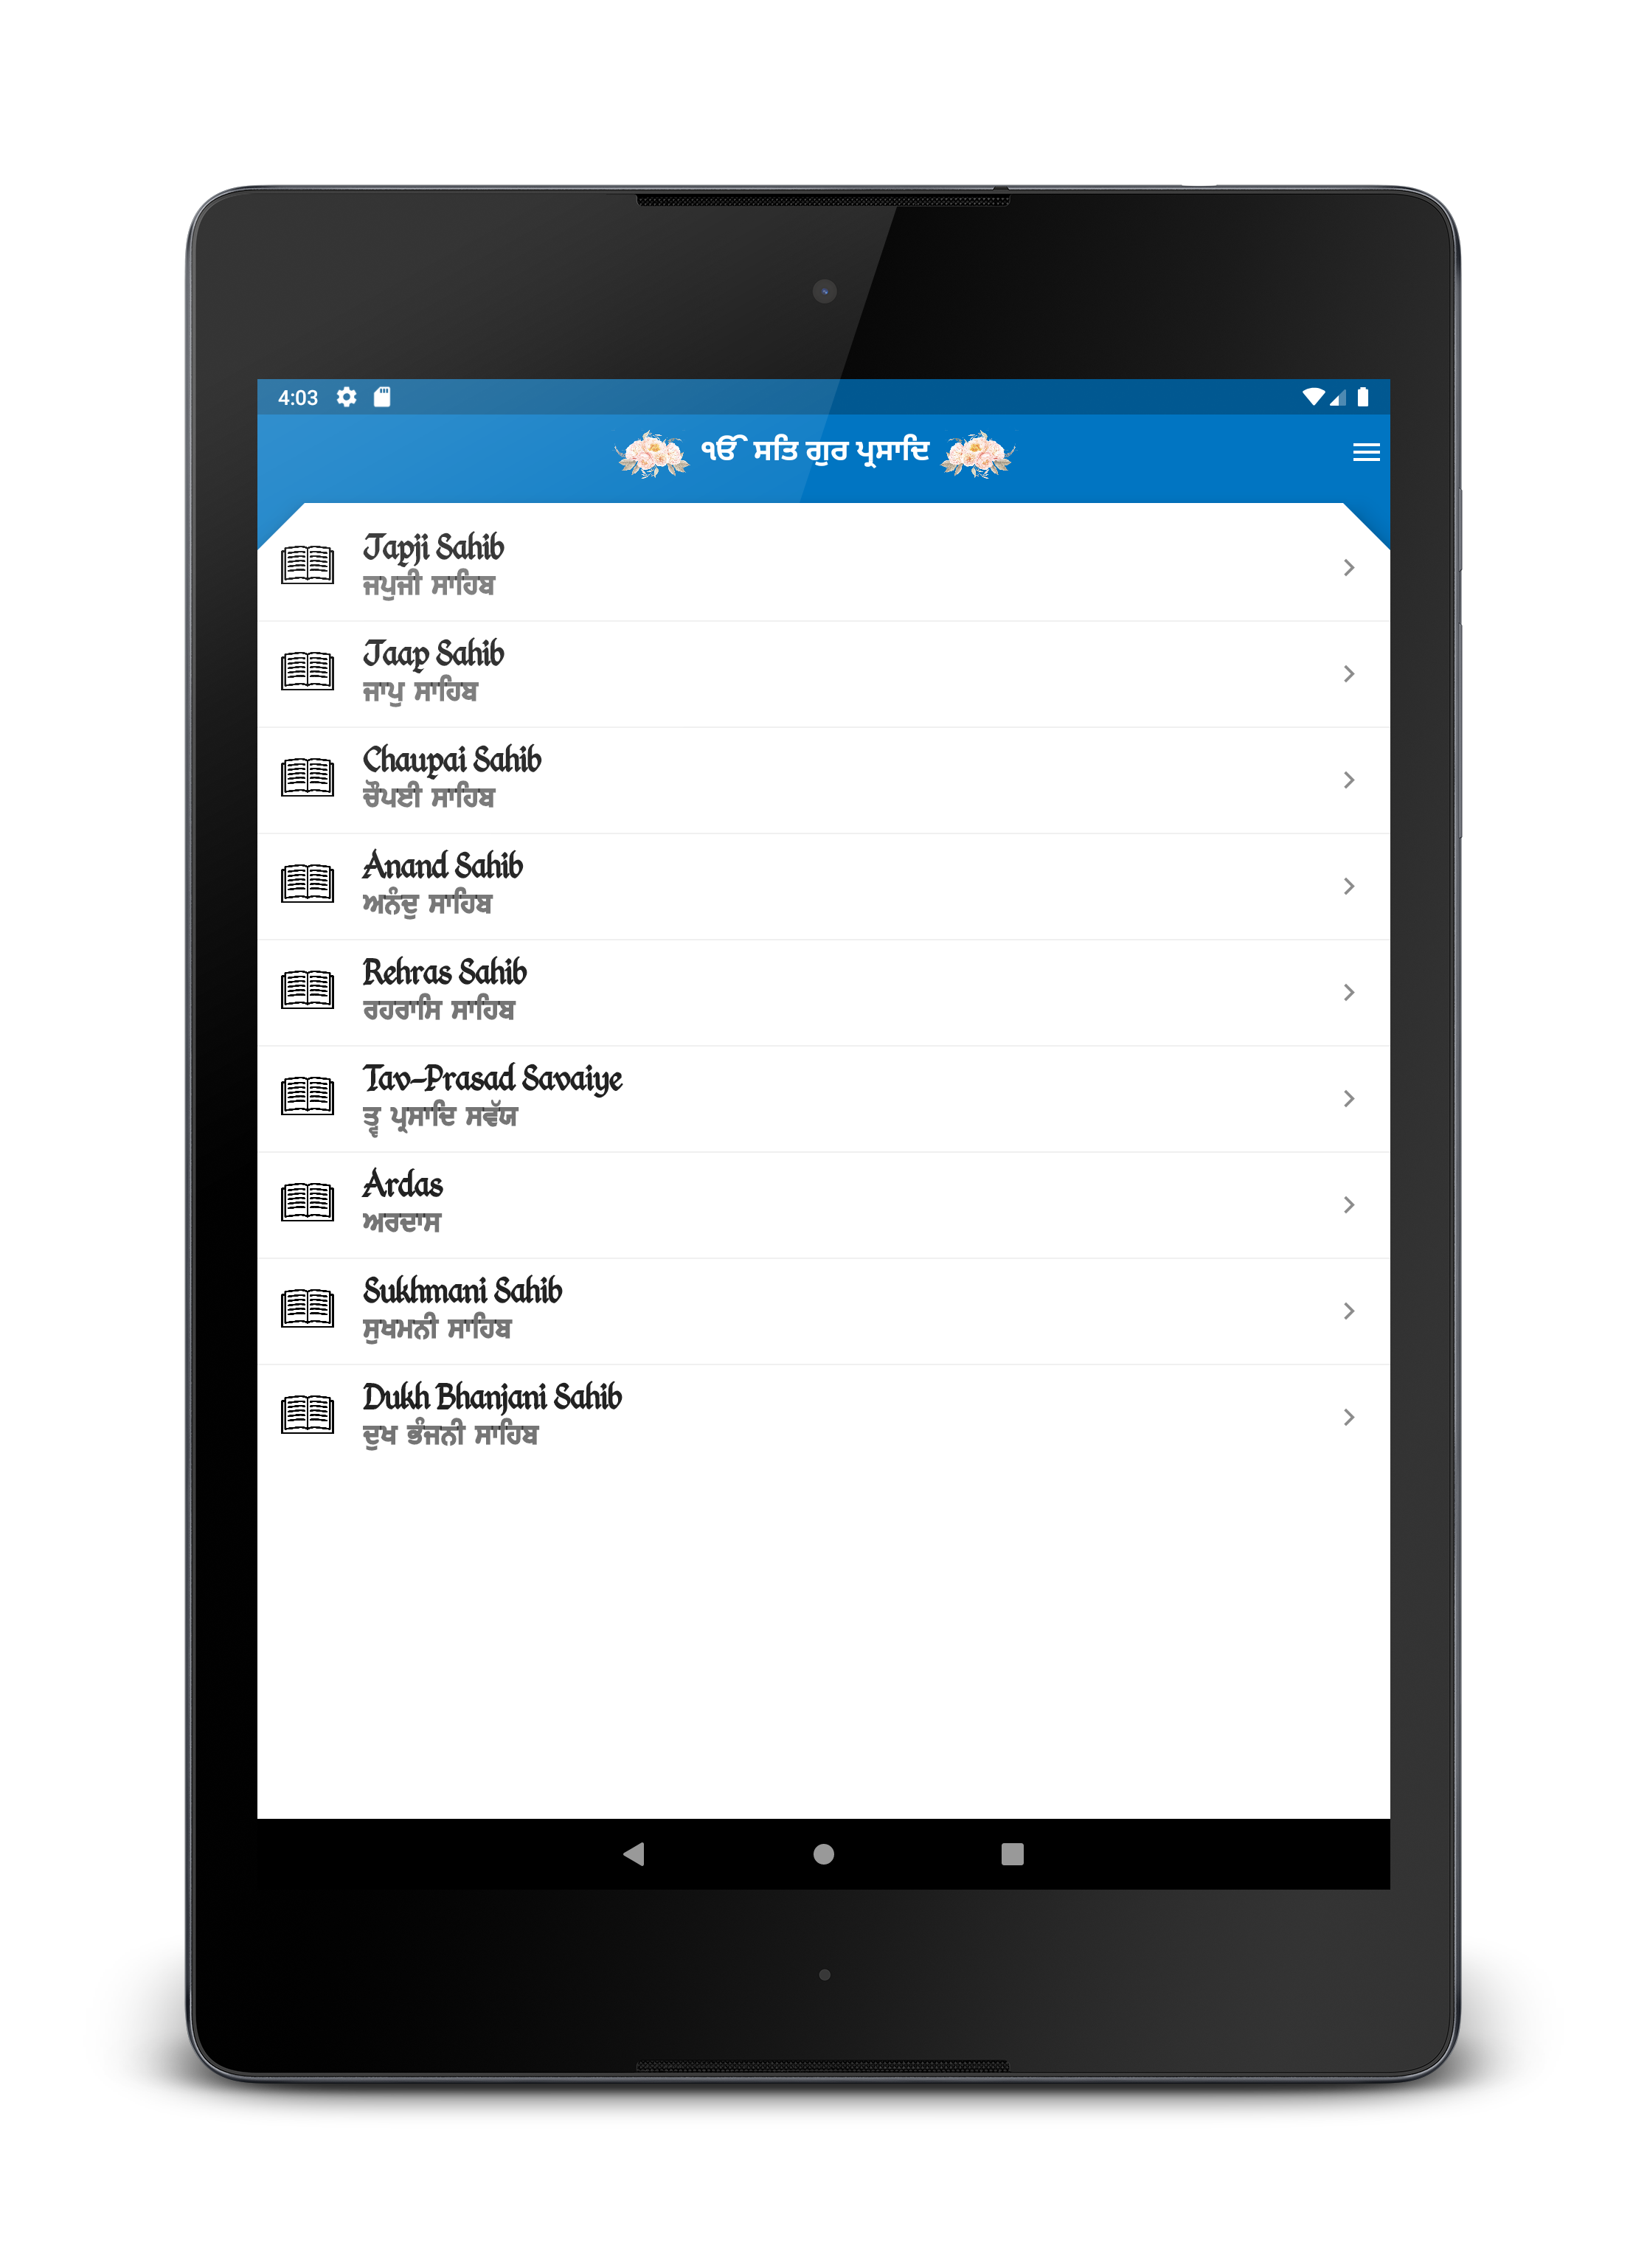 4:03
ੴ ਸਤਿ ਗੁਰ ਪ੍ਰਸਾਦਿ
Japji Sahib
ਜਪੁਜੀ ਸਾਹਿਬ
Jaap Sahib
ਜਾਪੁ ਸਾਹਿਬ
Chaupai Sahib
ਚੌਪਈ ਸਾਹਿਬ
Anand Sahib
ਅਨੰਦੁ ਸਾਹਿਬ
Rehras Sahib
ਰਹਰਾਸਿ ਸਾਹਿਬ
Tav-Prasad Savaiye
ਪ੍ਰਸਾਦਿ
Ardas
ਅਰਦਾਸ
Sukhmani Sahib
ਸੁਖਮਨੀ ਸਾਹਿਬ
Dukh Bhanjani Sahib
ਦੁਖ ਭੰਜਨੀ ਸਾਹਿਬ